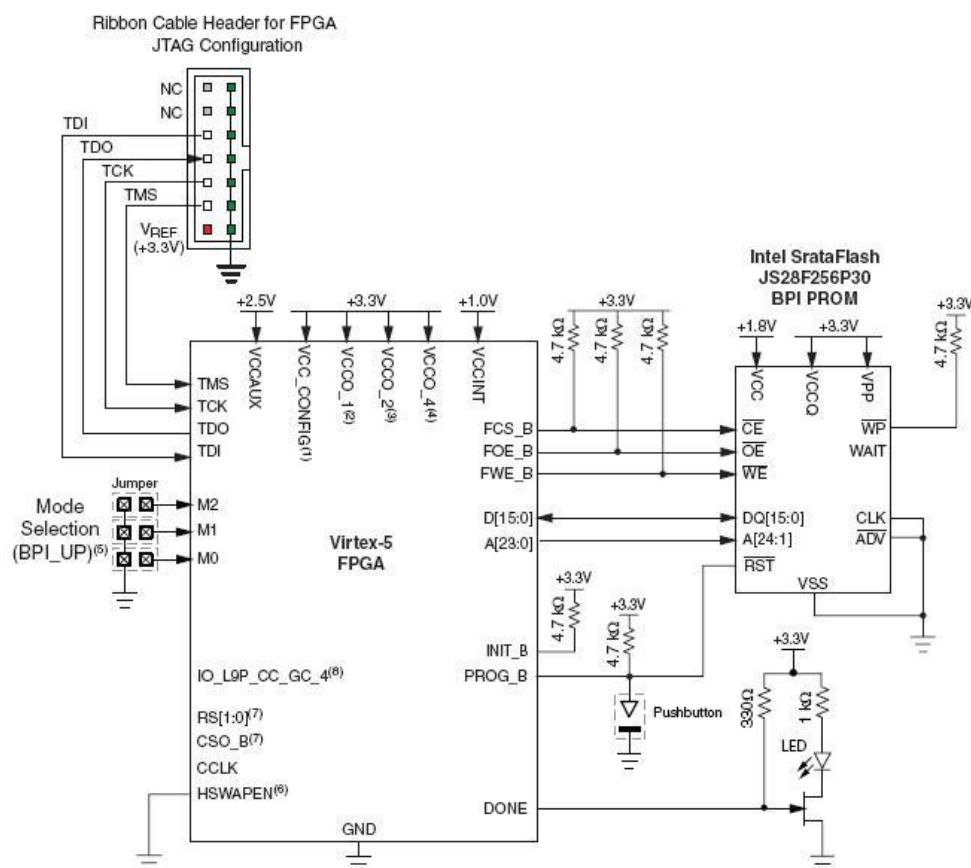 Ribbon Cable Header for FPGA
JTAG Configuration
NC
NC
TDI
TDO
TCK
TMS
VREF
(+3.3V)
Intel SrataFlash
JS28F256P30
BPI PROM
+2.5V
+3.3V
+1.0V
+3.3V
+1.8V
+3.3V
+3.3V
4.7 kΩ
4.7 kΩ
4.7 kΩ
4.7 kΩ
VCCAUX
VCC_CONFIG(1)
VCCO_1(2)
VCCO_2(3)
VCCO_4(4)
VCCINT
VCC
VCCQ
VPP
TMS
TCK
TDO
TDI
FCS_B
FOE_B
FWE_B
CE
OE
WE
WP
WAIT
Jumper
Mode
Selection
(BPI_UP)(5)
M2
M1
M0
Virtex-5
FPGA
D[15:0]
A[23:0]
DQ[15:0]
A[24:1]
RST
CLK
ADV
VSS
+3.3V
4.7 kΩ
+3.3V
4.7 kΩ
INIT_B
PROG_B
Pushbutton
+3.3V
330Ω
1 kΩ
LED
IO_L9P_CC_GC_4(8)
RS[1:0](7)
CSO_B(7)
CCLK
HSWAPEN(6)
DONE
GND